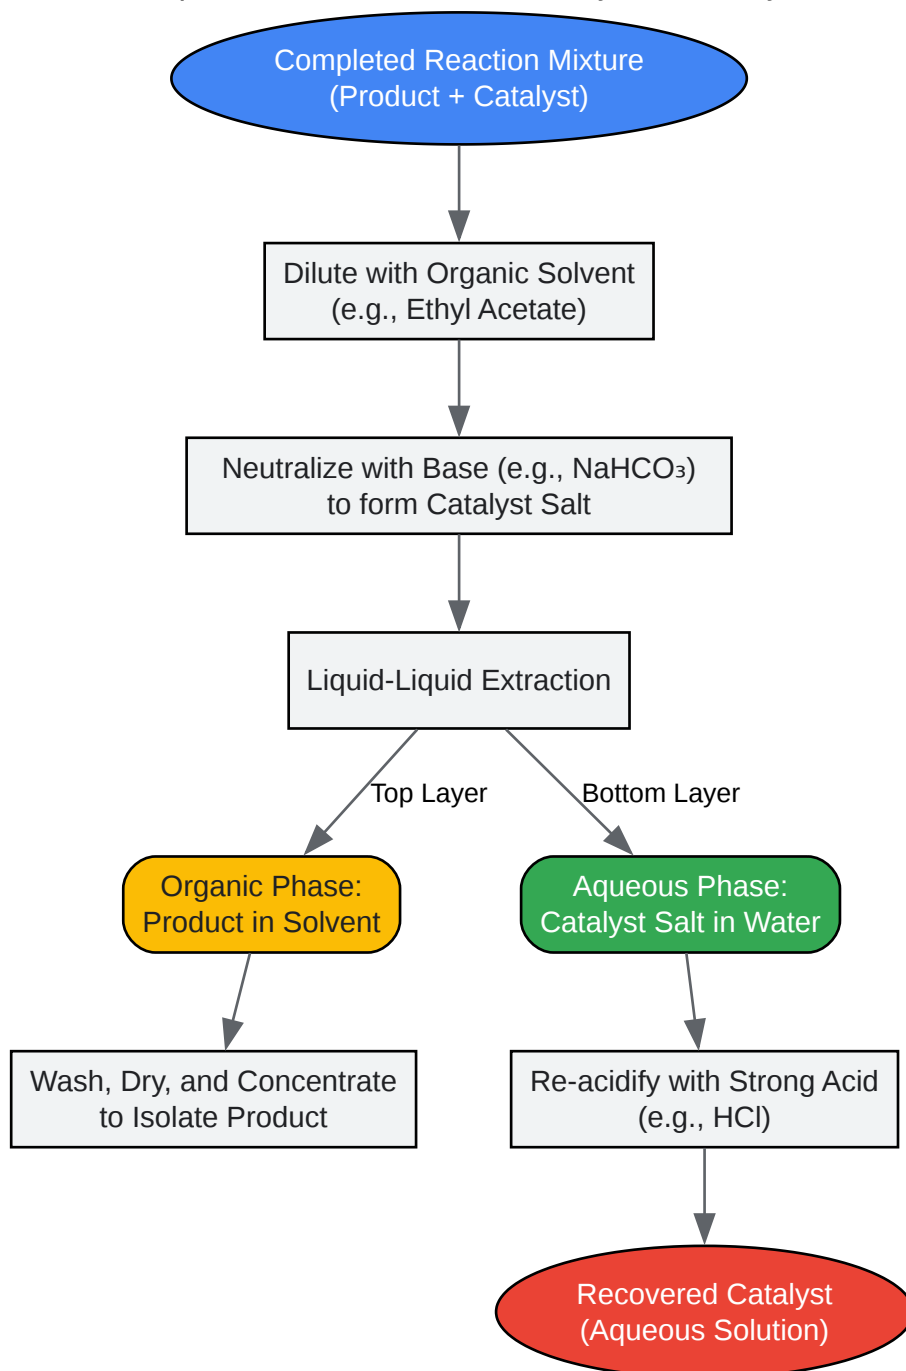 Completed Reaction Mixture
(Product + Catalyst)
Dilute with Organic Solvent
(e.g., Ethyl Acetate)
Neutralize with Base (e.g., NaHCO₃)
to form Catalyst Salt
Liquid-Liquid Extraction
Top Layer
Bottom Layer
Organic Phase:
Product in Solvent
Aqueous Phase:
Catalyst Salt in Water
Wash, Dry, and Concentrate
to Isolate Product
Re-acidify with Strong Acid
(e.g., HCl)
Recovered Catalyst
(Aqueous Solution)